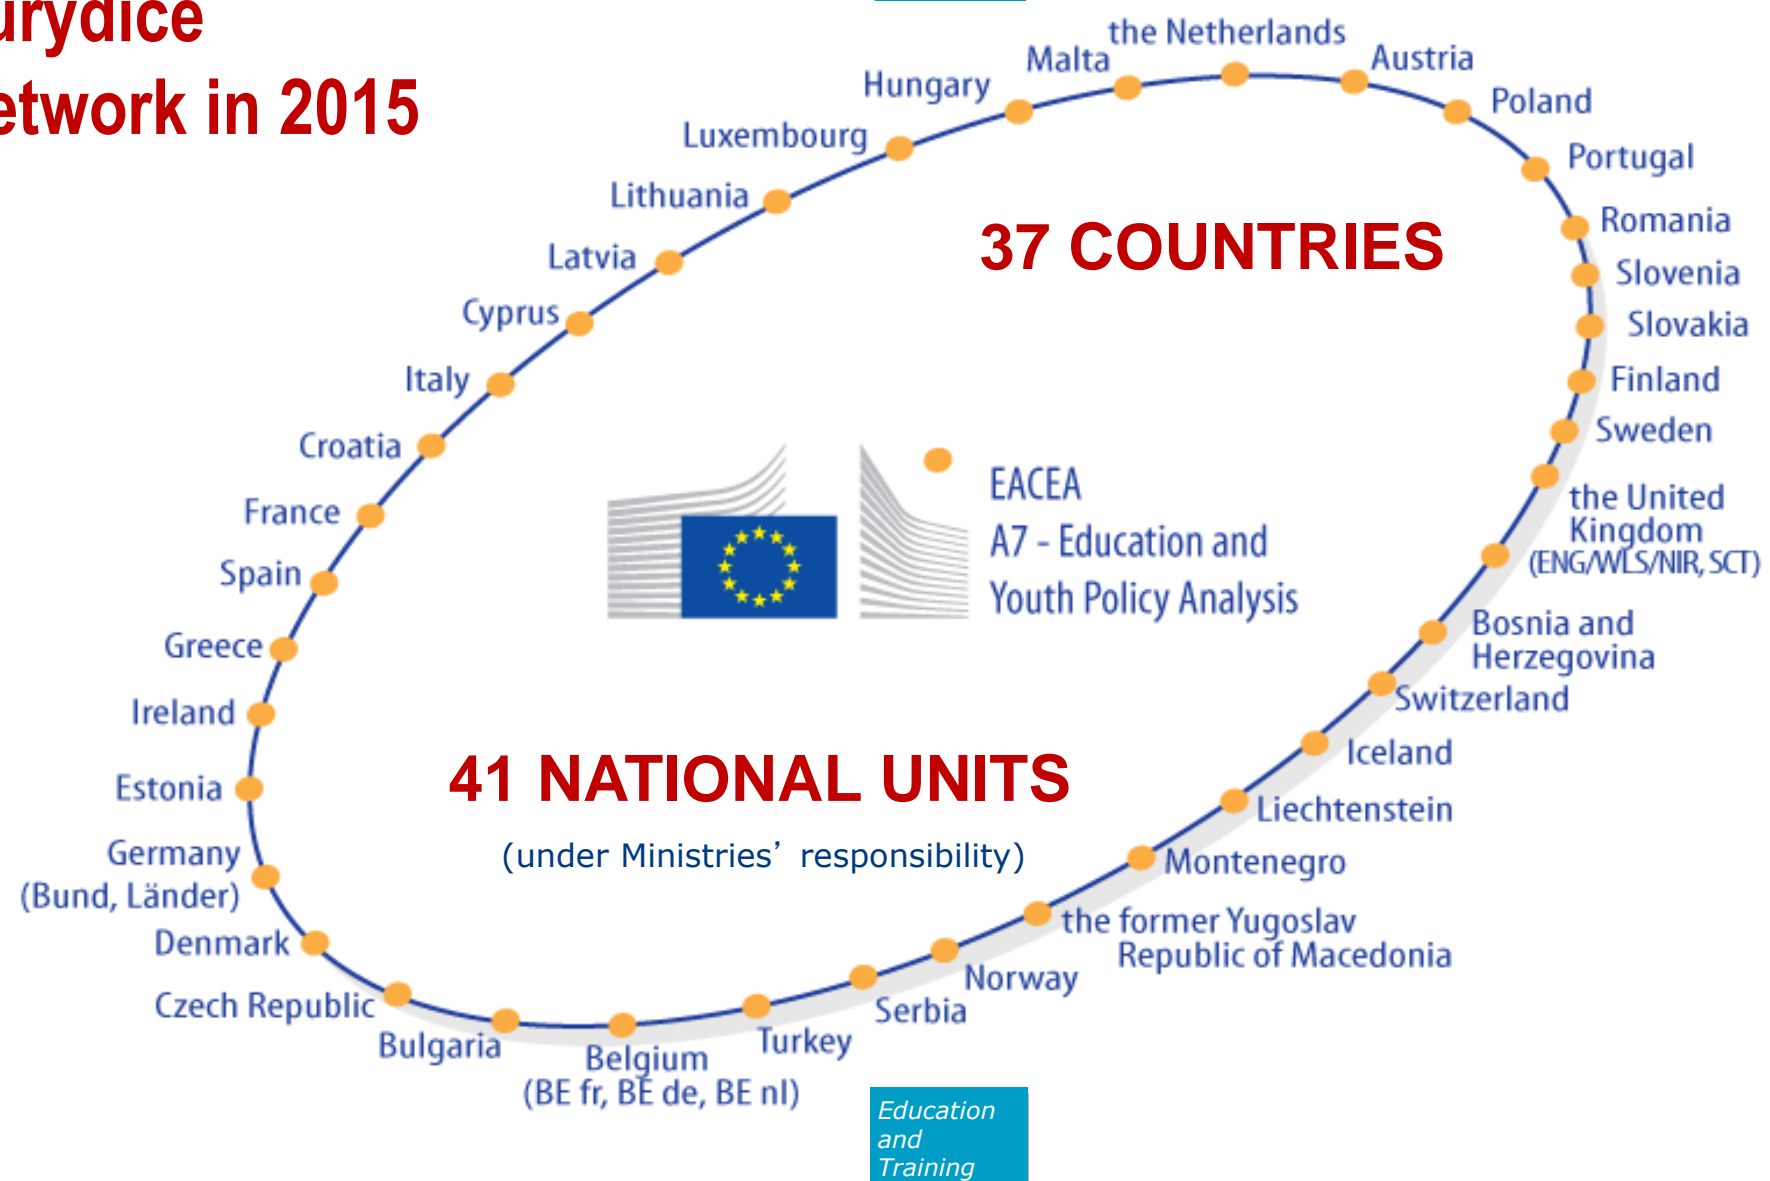 urydice
etwork in 2015
the Netherlands
Malta
Austria
Hungary
Poland
Luxembourg
Portugal
Lithuania
Romania
37 COUNTRIES
Latvia
Slovenia
Cyprus
Slovakia
Italy
Finland
Croatia
Sweden
EACEA
A7 - Education and
Youth Policy Analysis
France
the United
Kingdom
(ENG/WLS/NIR, SCT)
Spain
Greece
Bosnia and
Herzegovina
Ireland
Switzerland
Iceland
41 NATIONAL UNITS
(under Ministries’ responsibility)
Estonia
Liechtenstein
Germany
(Bund, Länder)
Montenegro
Denmark
the former Yugoslav
Republic of Macedonia
Czech Republic
Norway
Serbia
Bulgaria
Turkey
Belgium
(BE fr, BE de, BE nl)
Education
and
Training